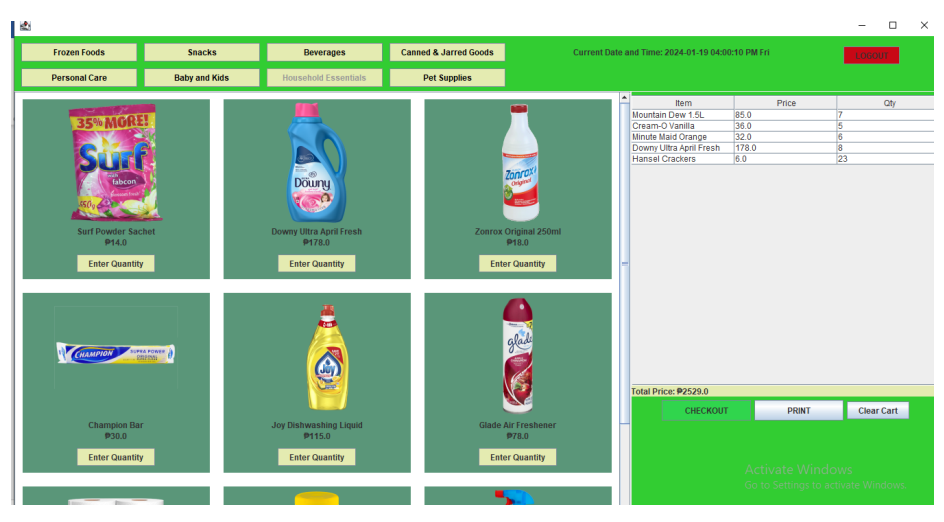 Frozen Foods Snacks Beverages Canned & Jarred Goods
Current Date and Time: 2024-01-19 04:00:10 PM Fri
LOGOUT
Personal Care Baby and Kids Household Essentials Pet Supplies
35% MORE!
Surf
with
fabcon
Surf Powder Sachet
₱14.0
Enter Quantity
Downy
Downy Ultra April Fresh
₱178.0
Enter Quantity
Zonrox
Original
Zonrox Original 250ml
₱18.0
Enter Quantity
CHAMPION
SUPRA POWER
Champion Bar
₱30.0
Enter Quantity
Joy
Joy Dishwashing Liquid
₱115.0
Enter Quantity
glade
Glade Air Freshener
₱78.0
Enter Quantity
Item Price Qty
Mountain Dew 1.5L 85.0 7
Cream-O Vanilla 36.0 5
Minute Maid Orange 32.0 6
Downy Ultra April Fresh 178.0 8
Hansel Crackers 6.0 23
Total Price: ₱2529.0
CHECKOUT PRINT Clear Cart
Activate Windows
Go to Settings to activate Windows.